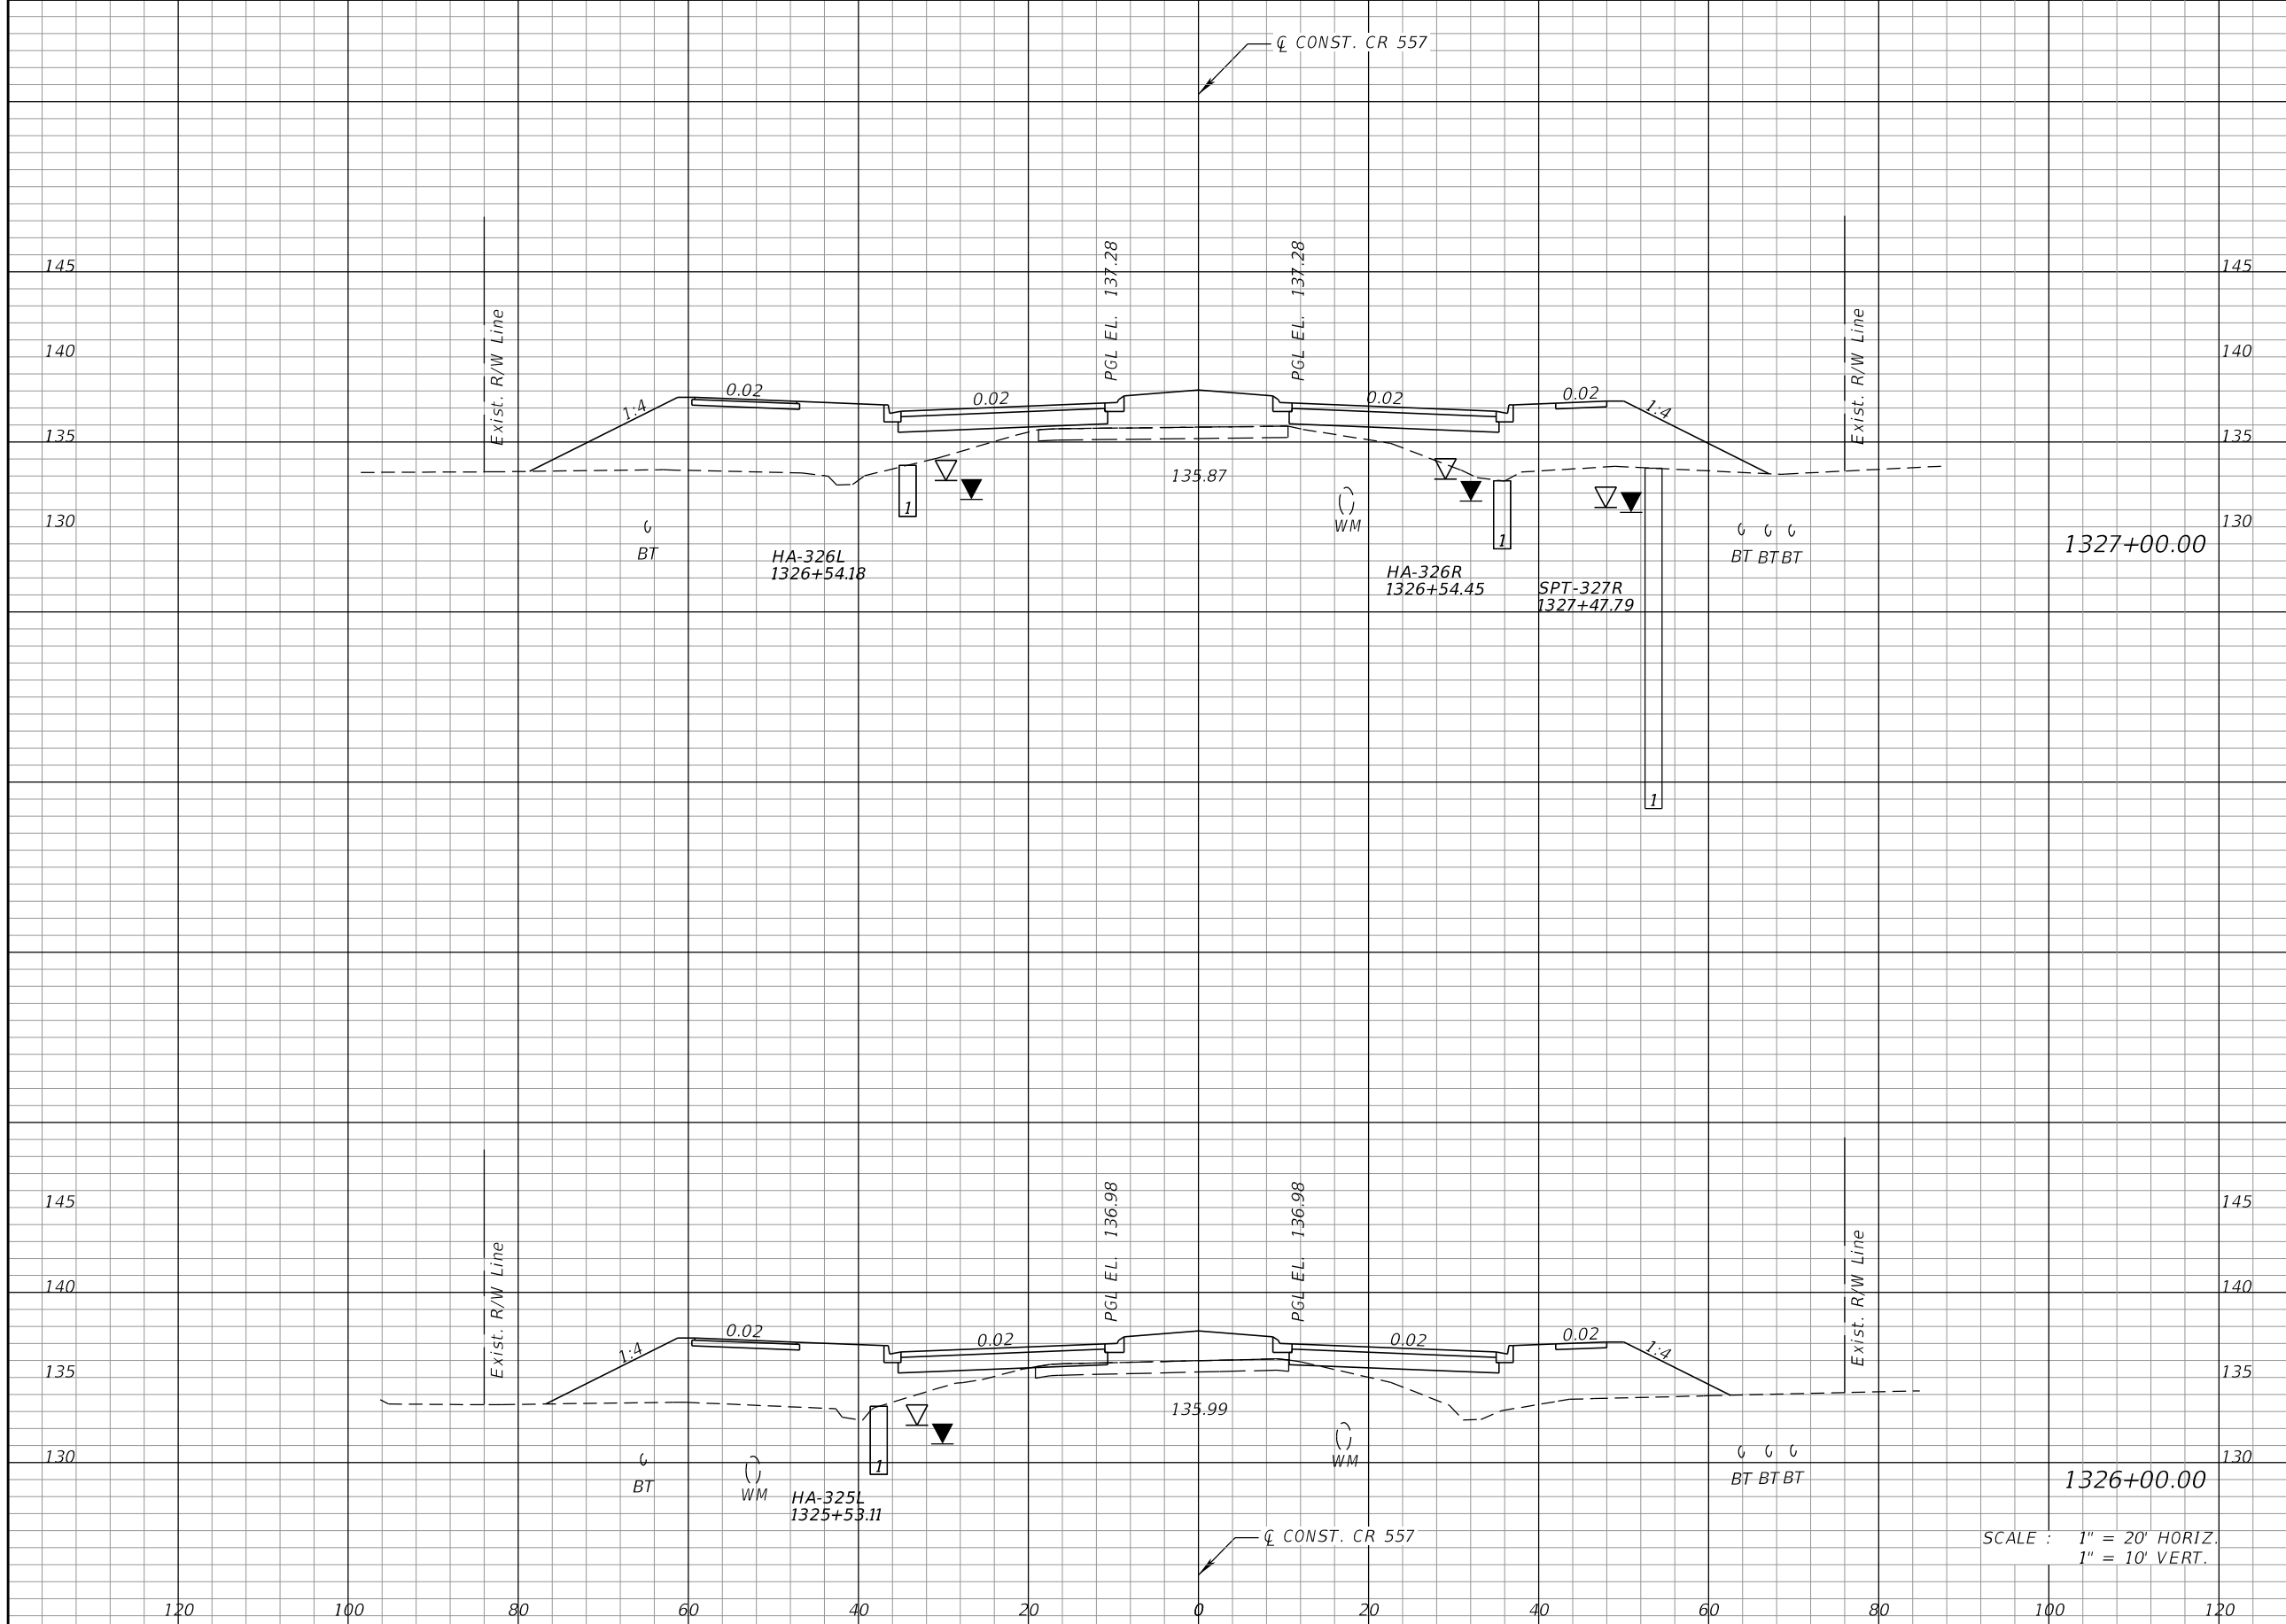 ℄ CONST. CR 557
145
145
Exist. R/W Line
PGL EL. 137.28
PGL EL. 137.28
Exist. R/W Line
140
140
1:4
0.02
0.02
0.02
0.02
1:4
135
135
135.87
130
130
1
WM
1
BT
BT
BT
BT
1327+00.00
HA-326L
1326+54.18
HA-326R
1326+54.45
SPT-327R
1327+47.79
1
145
145
Exist. R/W Line
PGL EL. 136.98
PGL EL. 136.98
Exist. R/W Line
140
140
1:4
0.02
0.02
0.02
0.02
1:4
135
135
135.99
130
130
1
WM
BT
WM
BT
BT
BT
1326+00.00
HA-325L
1325+53.11
℄ CONST. CR 557
SCALE : 1" = 20' HORIZ.
1" = 10' VERT.
120 100 80 60 40 20 0 20 40 60 80 100 120